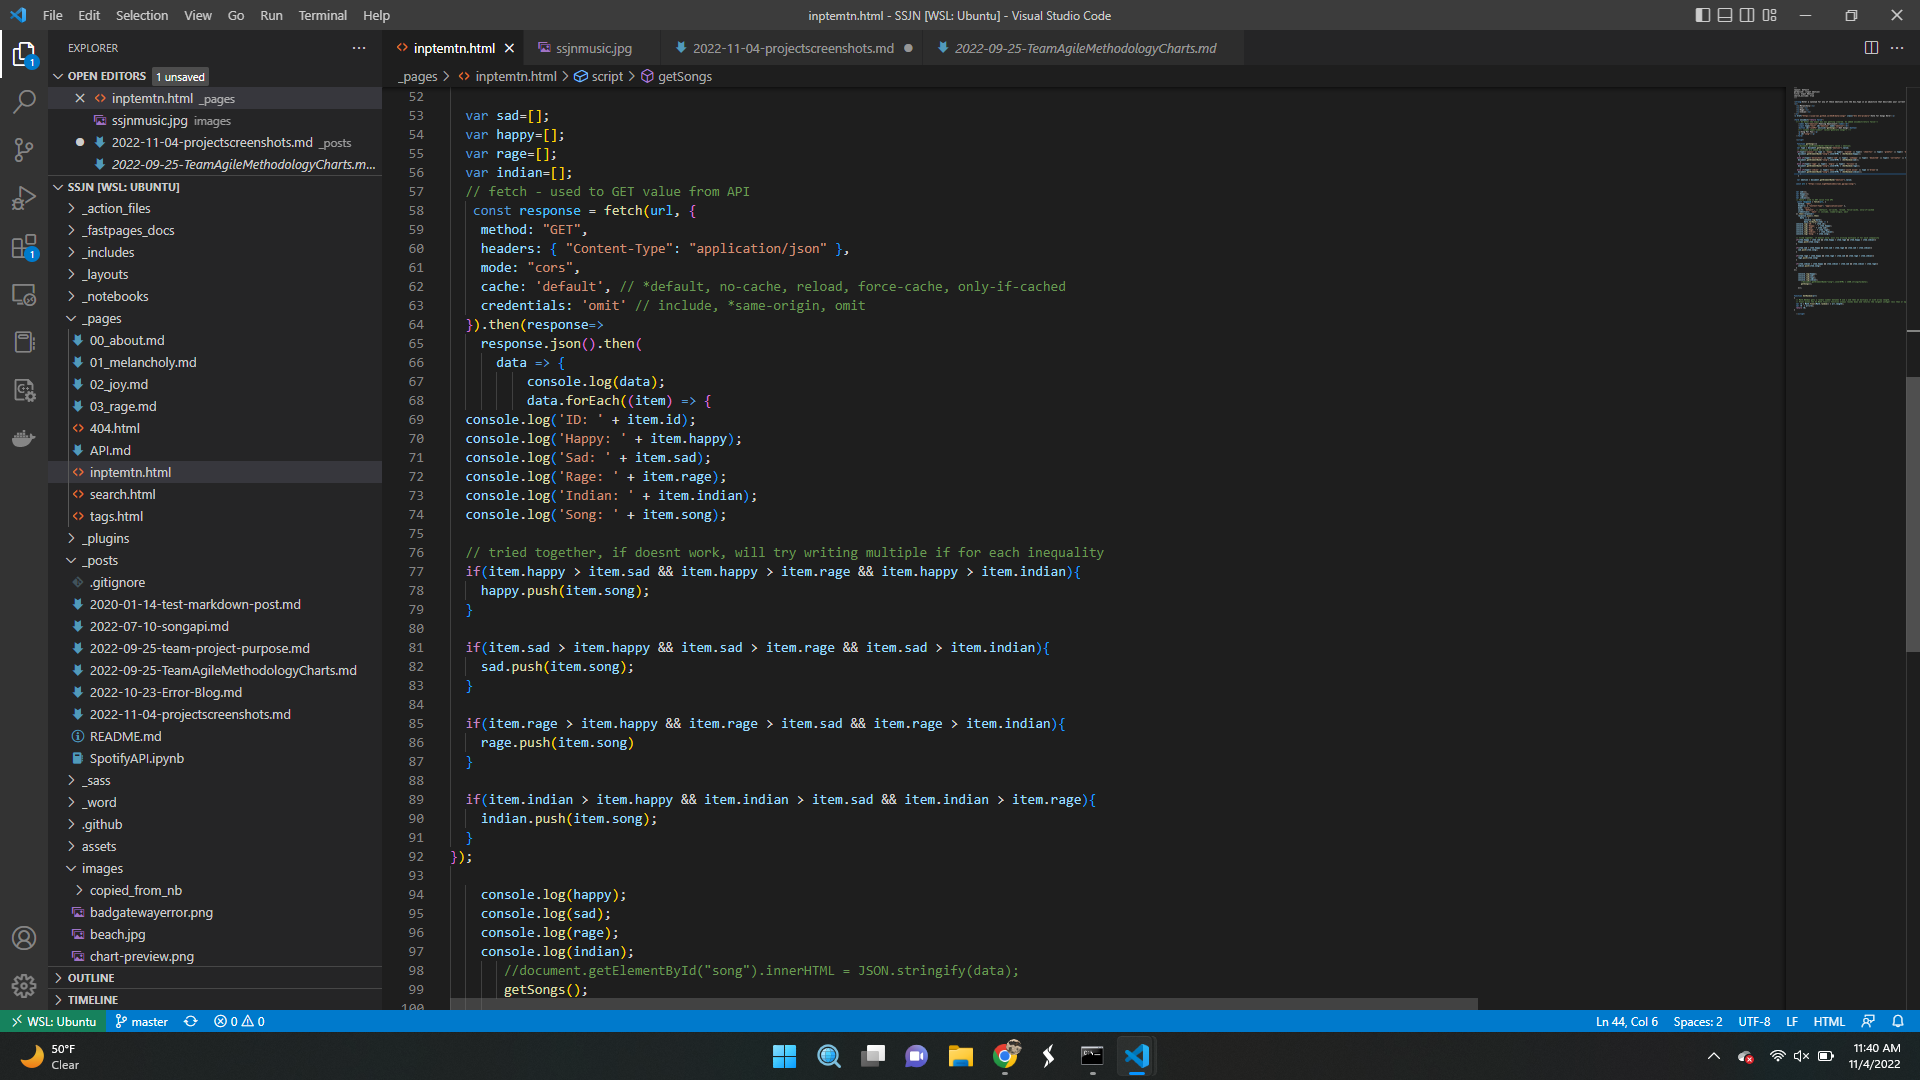 File Edit Selection View Go Run Terminal Help
inptemtn.html - SSJN [WSL: Ubuntu] - Visual Studio Code
EXPLORER
OPEN EDITORS 1 unsaved
inptemtn.html _pages
ssjnmusic.jpg images
2022-11-04-projectscreenshots.md _posts
2022-09-25-TeamAgileMethodologyCharts.m...
SSJN [WSL: UBUNTU]
_action_files
_fastpages_docs
_includes
_layouts
_notebooks
_pages
00_about.md
01_melancholy.md
02_joy.md
03_rage.md
404.html
API.md
inptemtn.html
search.html
tags.html
_plugins
_posts
.gitignore
2020-01-14-test-markdown-post.md
2022-07-10-songapi.md
2022-09-25-team-project-purpose.md
2022-09-25-TeamAgileMethodologyCharts.md
2022-10-23-Error-Blog.md
2022-11-04-projectscreenshots.md
README.md
SpotifyAPI.ipynb
_sass
_word
.github
assets
images
copied_from_nb
badgatewayerror.png
beach.jpg
chart-preview.png
OUTLINE
TIMELINE
inptemtn.html ssjnmusic.jpg 2022-11-04-projectscreenshots.md 2022-09-25-TeamAgileMethodologyCharts.md
_pages > inptemtn.html > script > getSongs
52
53 var sad=[];
54 var happy=[];
55 var rage=[];
56 var indian=[];
57 // fetch - used to GET value from API
58 const response = fetch(url, {
59 method: "GET",
60 headers: { "Content-Type": "application/json" },
61 mode: "cors",
62 cache: 'default', // *default, no-cache, reload, force-cache, only-if-cached
63 credentials: 'omit' // include, *same-origin, omit
64 }).then(response=>
65 response.json().then(
66 data => {
67 console.log(data);
68 data.forEach((item) => {
69 console.log('ID: ' + item.id);
70 console.log('Happy: ' + item.happy);
71 console.log('Sad: ' + item.sad);
72 console.log('Rage: ' + item.rage);
73 console.log('Indian: ' + item.indian);
74 console.log('Song: ' + item.song);
75
76 // tried together, if doesnt work, will try writing multiple if for each inequality
77 if(item.happy > item.sad && item.happy > item.rage && item.happy > item.indian){
78 happy.push(item.song);
79 }
80
81 if(item.sad > item.happy && item.sad > item.rage && item.sad > item.indian){
82 sad.push(item.song);
83 }
84
85 if(item.rage > item.happy && item.rage > item.sad && item.rage > item.indian){
86 rage.push(item.song)
87 }
88
89 if(item.indian > item.happy && item.indian > item.sad && item.indian > item.rage){
90 indian.push(item.song);
91 }
92 });
93
94 console.log(happy);
95 console.log(sad);
96 console.log(rage);
97 console.log(indian);
98 //document.getElementById("song").innerHTML = JSON.stringify(data);
99 getSongs();
100
WSL: Ubuntu master 0 0 Ln 44, Col 6 Spaces: 2 UTF-8 LF HTML
50°F
Clear
11:40 AM
11/4/2022